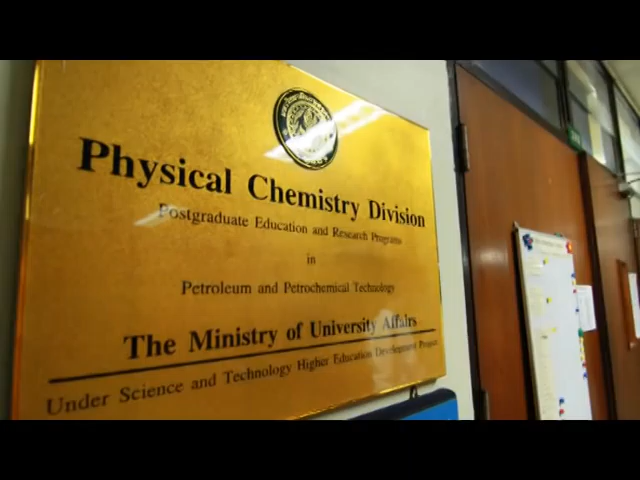 Physical Chemistry Division
Postgraduate Education and Research Programs
in
Petroleum and Petrochemical Technology
The Ministry of University Affairs
Under Science and Technology Higher Education Development Project